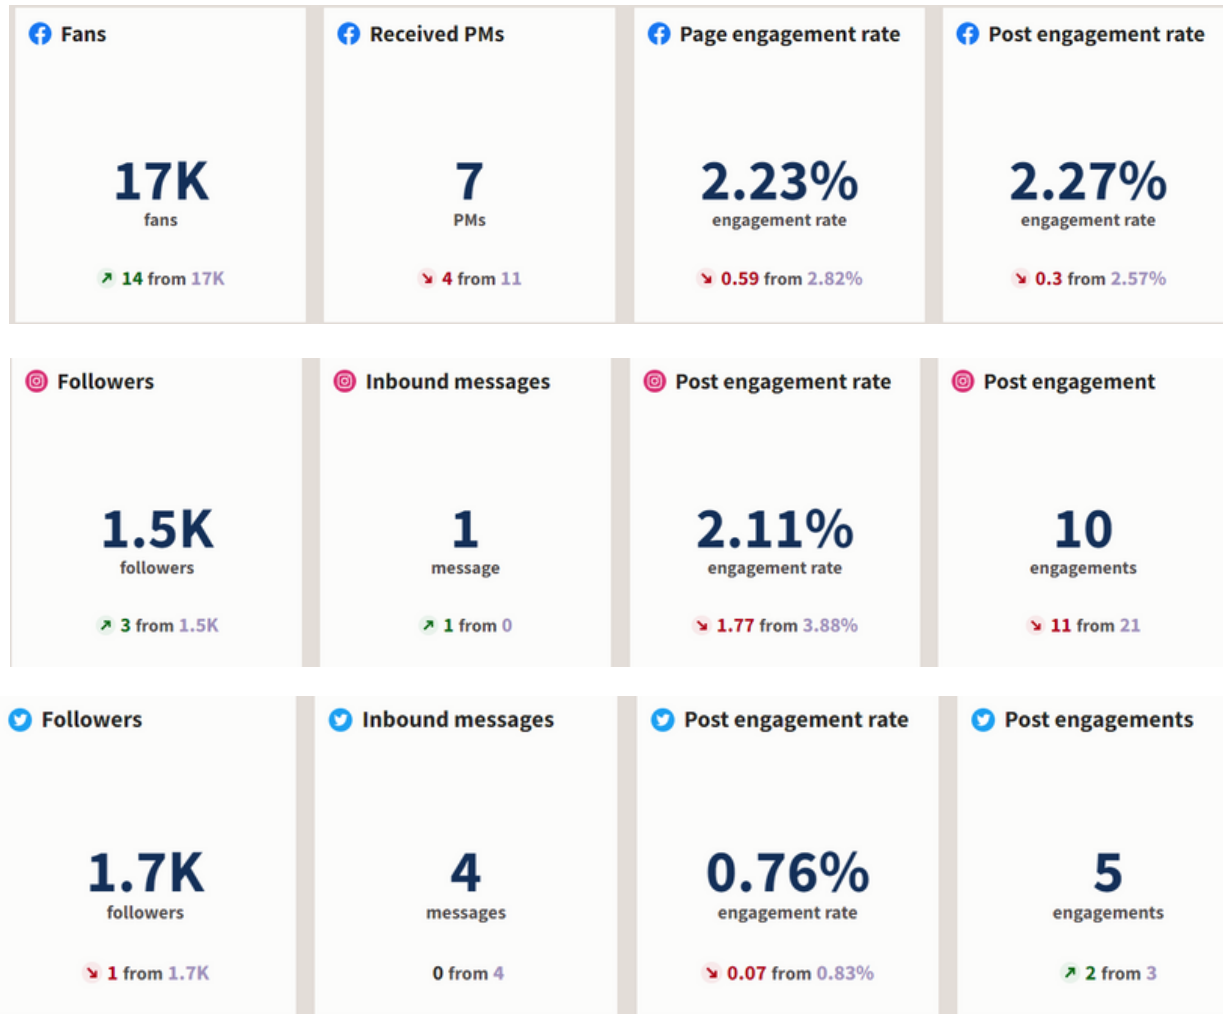 Fans
17K
fans
14 from 17K
Received PMs
7
PMs
4 from 11
Page engagement rate
2.23%
engagement rate
0.59 from 2.82%
Post engagement rate
2.27%
engagement rate
0.3 from 2.57%
Followers
1.5K
followers
3 from 1.5K
Inbound messages
1
message
1 from 0
Post engagement rate
2.11%
engagement rate
1.77 from 3.88%
Post engagement
10
engagements
11 from 21
Followers
1.7K
followers
1 from 1.7K
Inbound messages
4
messages
0 from 4
Post engagement rate
0.76%
engagement rate
0.07 from 0.83%
Post engagements
5
engagements
2 from 3